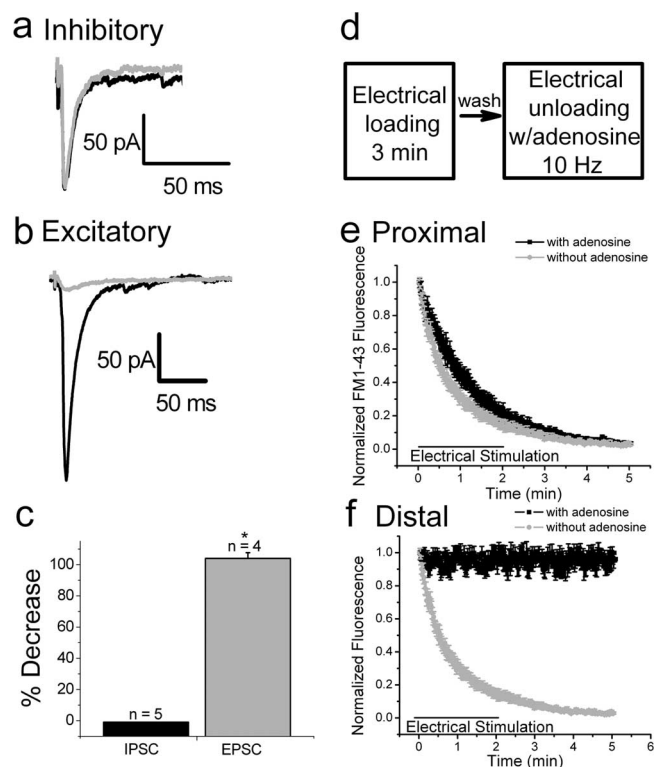 a Inhibitory
50 pA
50 ms
b Excitatory
50 pA
50 ms
c
% Decrease
100
80
60
40
20
0
n = 5
*
n = 4
IPSC
EPSC
d
Electrical
loading
3 min
wash
Electrical
unloading
w/adenosine
10 Hz
e Proximal
with adenosine
without adenosine
Normalized FM1-43 Fluorescence
1.0
0.8
0.6
0.4
0.2
0.0
Electrical Stimulation
0 1 2 3 4 5
Time (min)
f Distal
with adenosine
without adenosine
Normalized Fluorescence
1.0
0.8
0.6
0.4
0.2
0.0
Electrical Stimulation
0 1 2 3 4 5 6
Time (min)